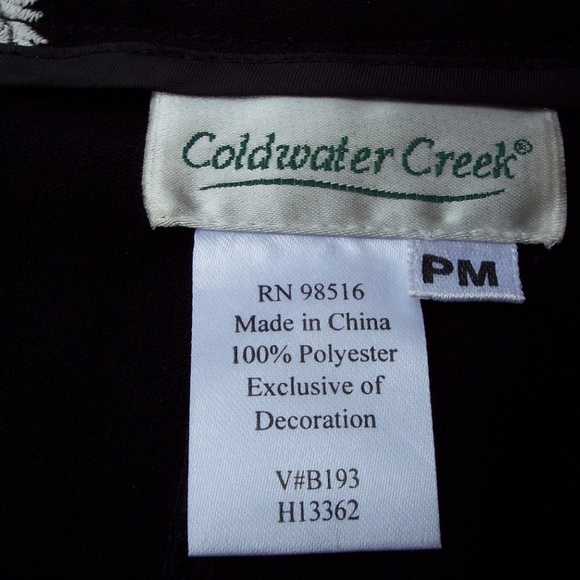 Coldwater Creek®
PM
RN 98516
Made in China
100% Polyester
Exclusive of
Decoration
V#B193
H13362